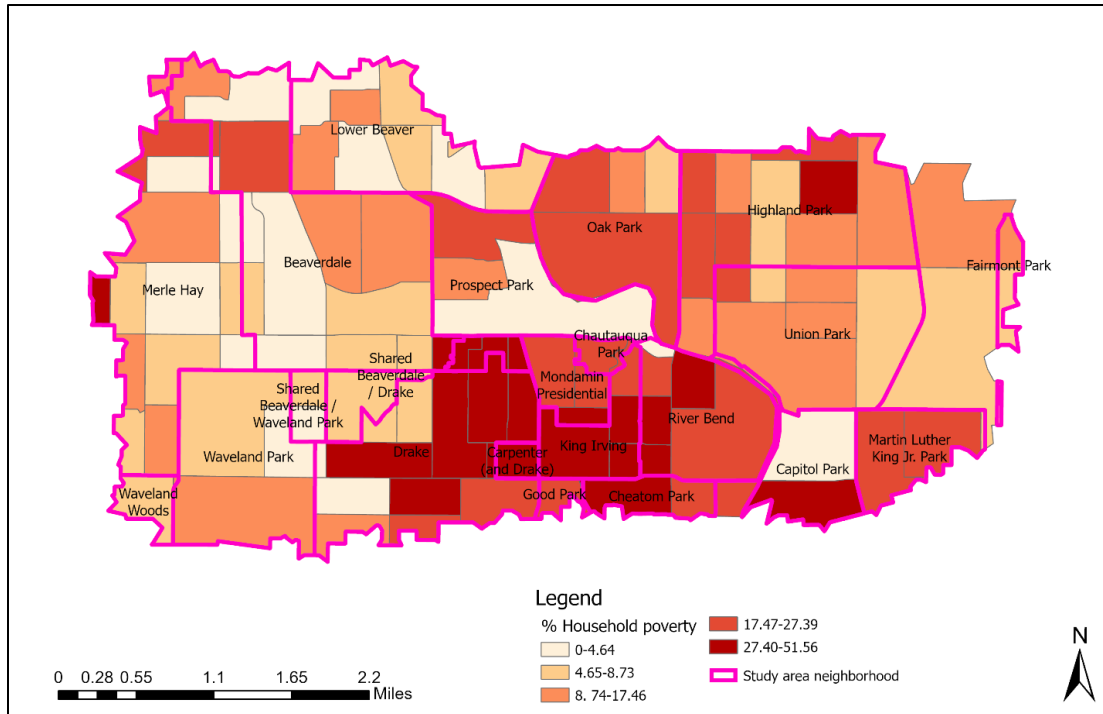 Lower Beaver
Highland Park
Oak Park
Beaverdale
Fairmont Park
Prospect Park
Merle Hay
Union Park
Chautauqua
Park
Shared
Beaverdale
/ Drake
Mondamin
Presidential
Shared
Beaverdale /
Waveland Park
River Bend
Martin Luther
King Jr. Park
King Irving
Drake
Carpenter
(and Drake)
Waveland Park
Capitol Park
Waveland
Woods
Good Park
Cheatom Park
Legend
% Household poverty
0-4.64
4.65-8.73
8. 74-17.46
17.47-27.39
27.40-51.56
Study area neighborhood
N
0 0.28 0.55 1.1 1.65 2.2
Miles